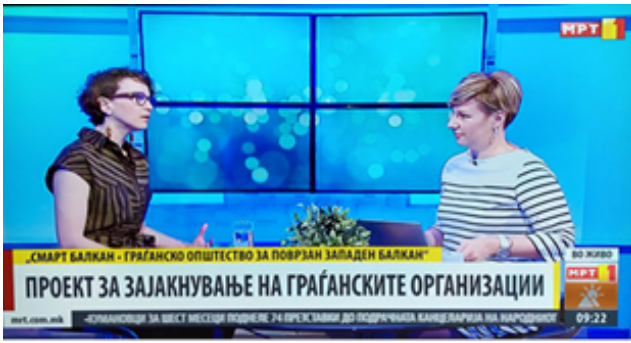 МРТ 1
„СМАРТ БАЛКАН - ГРАЃАНСКО ОПШТЕСТВО ЗА ПОВРЗАН ЗАПАДЕН БАЛКАН“
ВО ЖИВО
ПРОЕКТ ЗА ЗАЈАКНУВАЊЕ НА ГРАЃАНСКИТЕ ОРГАНИЗАЦИИ
МРТ 1
mrt.com.mk
-КУМАНОВЦИ ЗА ШЕСТ МЕСЕЦИ ПОДНЕЛЕ 74 ПРЕТСТАВКИ ДО ПОДРАЧНАТА КАНЦЕЛАРИЈА НА НАРОДНИОТ
09:22